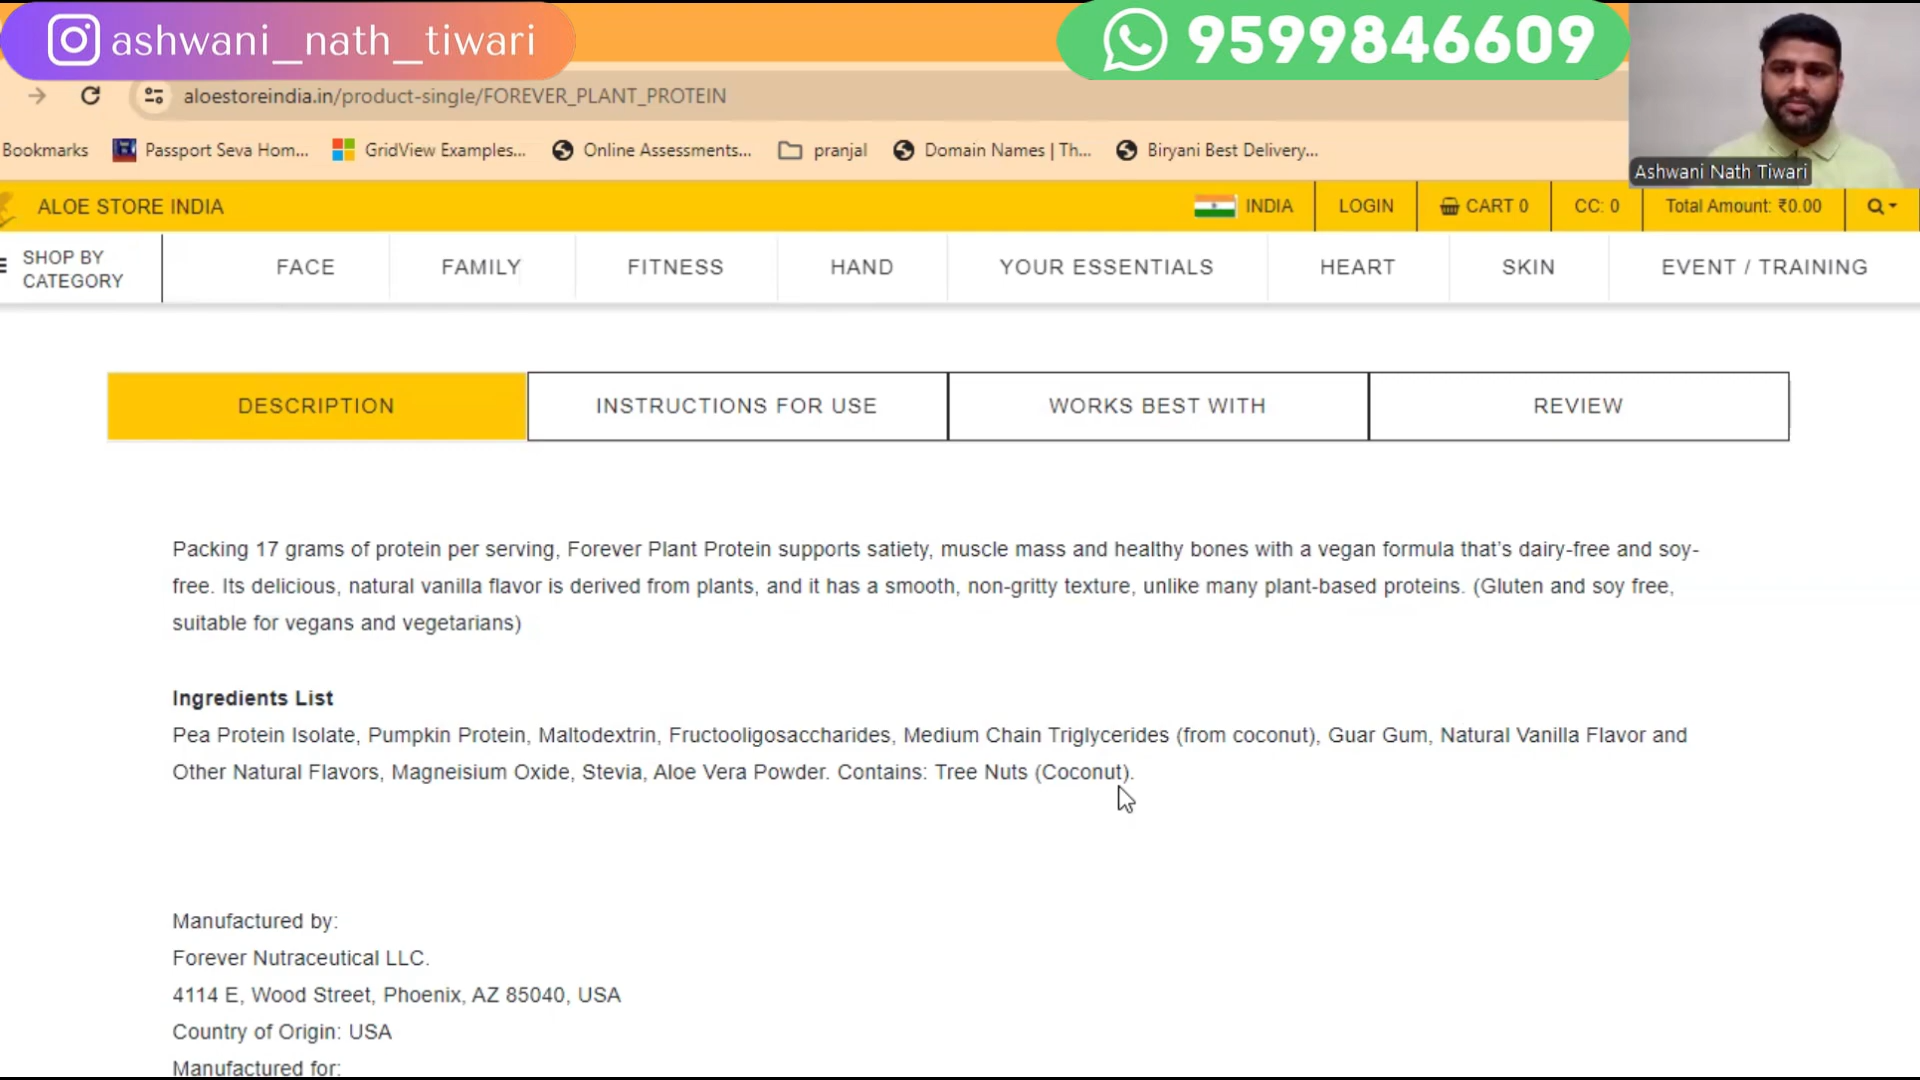 ashwani_nath_tiwari
9599846609
aloestoreindia.in/product-single/FOREVER_PLANT_PROTEIN
Bookmarks Passport Seva Hom... GridView Examples... Online Assessments... pranjal Domain Names | Th... Biryani Best Delivery...
Ashwani Nath Tiwari
ALOE STORE INDIA INDIA LOGIN CART 0 CC: 0 Total Amount: ₹0.00
SHOP BY
CATEGORY
FACE FAMILY FITNESS HAND YOUR ESSENTIALS HEART SKIN EVENT / TRAINING
DESCRIPTION INSTRUCTIONS FOR USE WORKS BEST WITH REVIEW
Packing 17 grams of protein per serving, Forever Plant Protein supports satiety, muscle mass and healthy bones with a vegan formula that's dairy-free and soy-
free. Its delicious, natural vanilla flavor is derived from plants, and it has a smooth, non-gritty texture, unlike many plant-based proteins. (Gluten and soy free,
suitable for vegans and vegetarians)
Ingredients List
Pea Protein Isolate, Pumpkin Protein, Maltodextrin, Fructooligosaccharides, Medium Chain Triglycerides (from coconut), Guar Gum, Natural Vanilla Flavor and
Other Natural Flavors, Magneisium Oxide, Stevia, Aloe Vera Powder. Contains: Tree Nuts (Coconut).
Manufactured by:
Forever Nutraceutical LLC.
4114 E, Wood Street, Phoenix, AZ 85040, USA
Country of Origin: USA
Manufactured for: